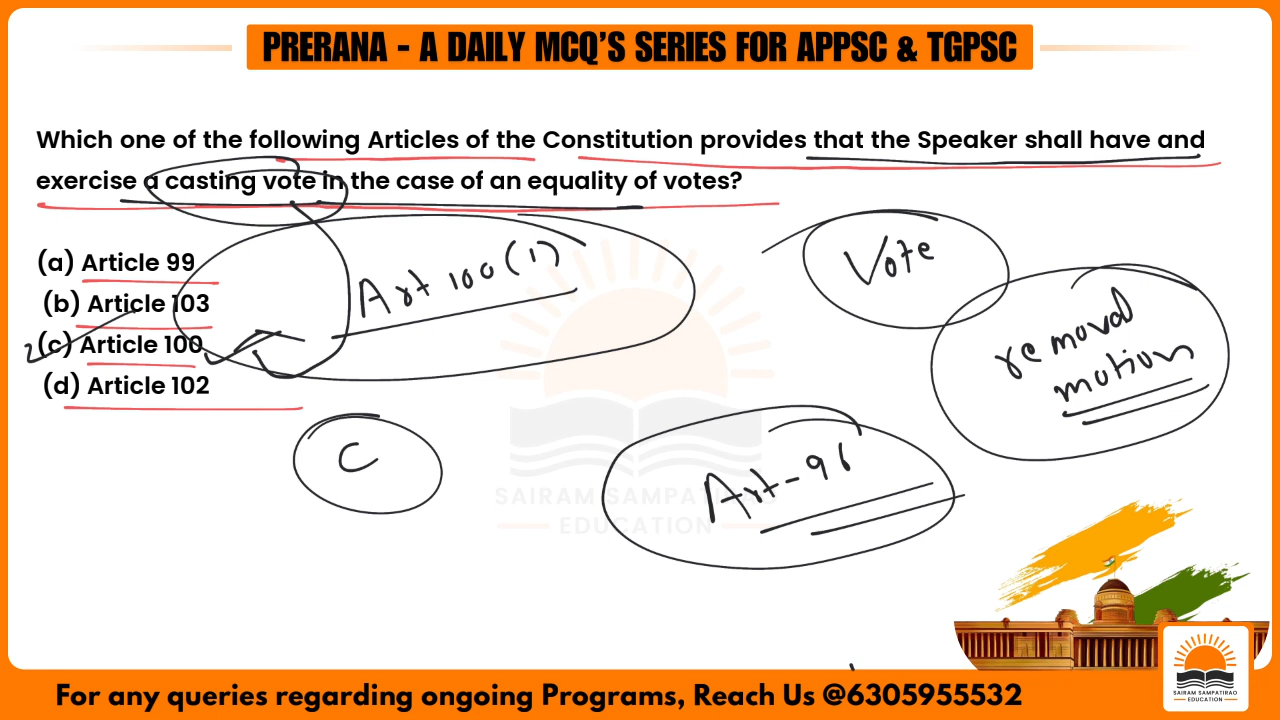 PRERANA - A DAILY MCQ'S SERIES FOR APPSC & TGPSC
Which one of the following Articles of the Constitution provides that the Speaker shall have and
exercise a casting vote in the case of an equality of votes?
(a) Article 99
(b) Article 103
(c) Article 100
(d) Article 102
Art 100 (1)
Vote
removal
motion
C
Art-96
SAIRAM SAMPATIRAO
EDUCATION
For any queries regarding ongoing Programs, Reach Us @6305955532
SAIRAM SAMPATIRAO
EDUCATION